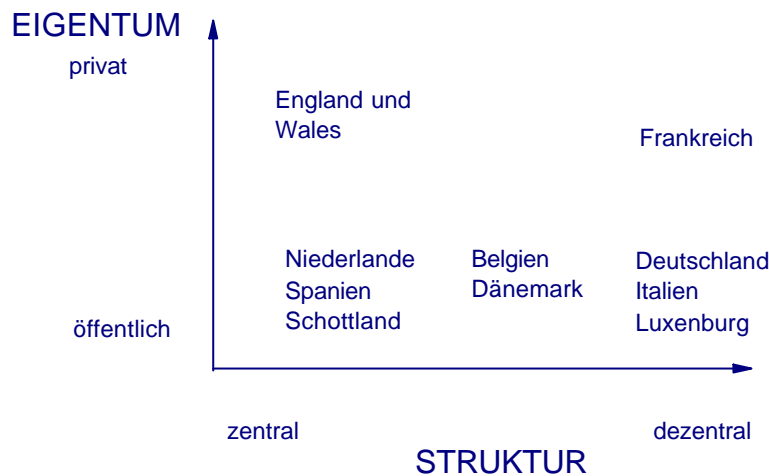 EIGENTUM
privat
England und
Wales
Frankreich
Niederlande
Spanien
Schottland
Belgien
Dänemark
Deutschland
Italien
Luxenburg
öffentlich
zentral
dezentral
STRUKTUR